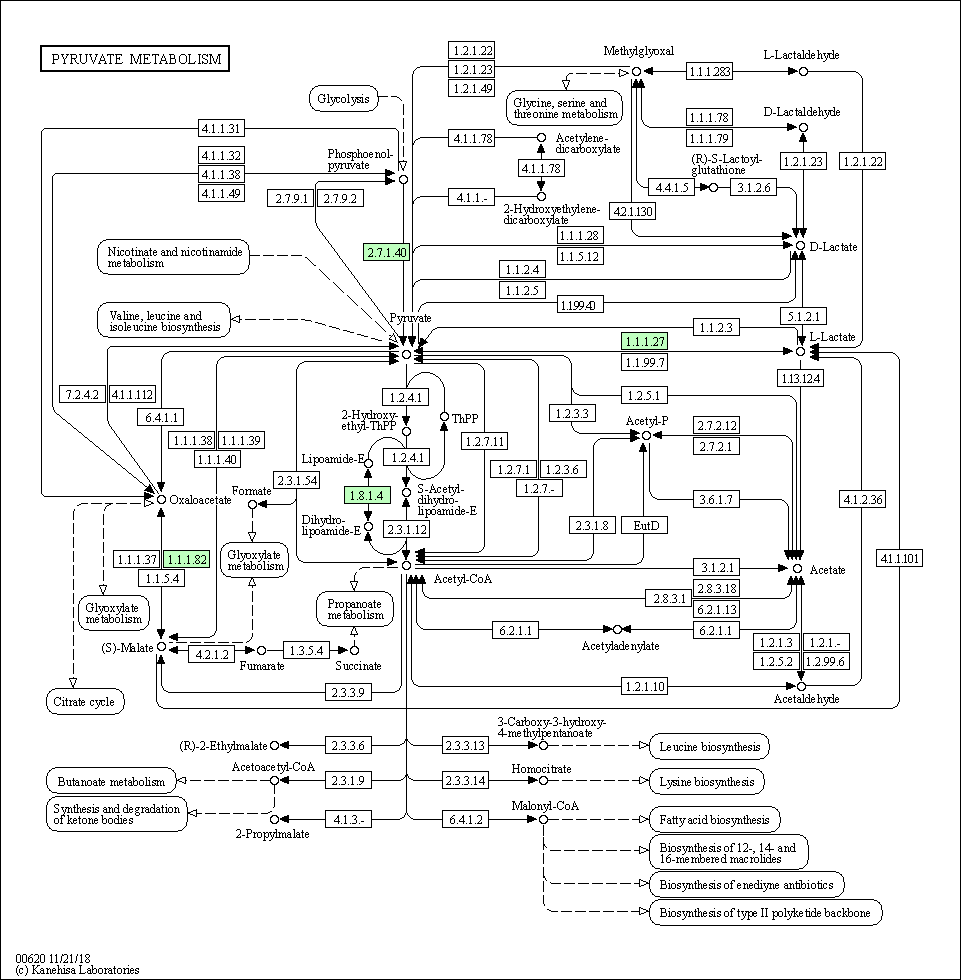 PYRUVATE METABOLISM
1.2.1.22
1.2.1.23
1.2.1.49
Methylglyoxal
1.1.1.283
L-Lactaldehyde
Glycolysis
Glycine, serine and
threonine metabolism
4.1.1.31
4.1.1.32
4.1.1.38
4.1.1.49
Phosphoenol-
pyruvate
4.1.1.78
Acetylene-
dicarboxylate
4.1.1.78
1.1.1.78
1.1.1.79
D-Lactaldehyde
1.2.1.23
1.2.1.22
(R)-S-Lactoyl-
glutathione
4.4.1.5
3.1.2.6
2.7.9.1
2.7.9.2
4.1.1.-
2-Hydroxyethylene-
dicarboxylate
4.2.1.130
Nicotinate and nicotinamide
metabolism
2.7.1.40
1.1.1.28
1.1.5.12
D-Lactate
1.1.2.4
1.1.2.5
1.1.99.40
Valine, leucine and
isoleucine biosynthesis
Pyruvate
5.1.2.1
1.1.2.3
L-Lactate
1.1.1.27
1.1.99.7
1.13.12.4
7.2.4.2
4.1.1.112
6.4.1.1
1.2.4.1
1.2.5.1
1.2.3.3
2-Hydroxy-
ethyl-ThPP
ThPP
Acetyl-P
2.7.2.12
2.7.2.1
1.1.1.38
1.1.1.39
1.1.1.40
1.2.7.11
Lipoamide-E
1.2.4.1
1.2.7.1
1.2.3.6
1.2.7.-
2.3.1.54
Formate
Oxaloacetate
1.8.1.4
S-Acetyl-
dihydro-
lipoamide-E
3.6.1.7
4.1.2.36
Dihydro-
lipoamide-E
2.3.1.12
2.3.1.8
EutD
1.1.1.37
1.1.1.82
1.1.5.4
Glyoxylate
metabolism
4.1.1.101
Acetyl-CoA
3.1.2.1
Acetate
2.8.3.1
2.8.3.18
6.2.1.13
Glyoxylate
metabolism
Propanoate
metabolism
6.2.1.1
6.2.1.1
Acetyladenylate
(S)-Malate
4.2.1.2
Fumarate
1.3.5.4
Succinate
1.2.1.3
1.2.1.-
1.2.5.2
1.2.99.6
Citrate cycle
2.3.3.9
1.2.1.10
Acetaldehyde
(R)-2-Ethylmalate
2.3.3.6
2.3.3.13
3-Carboxy-3-hydroxy-
4-methylpentanoate
Leucine biosynthesis
Butanoate metabolism
Acetoacetyl-CoA
2.3.1.9
2.3.3.14
Homocitrate
Lysine biosynthesis
Synthesis and degradation
of ketone bodies
2-Propylmalate
4.1.3.-
6.4.1.2
Malonyl-CoA
Fatty acid biosynthesis
Biosynthesis of 12-, 14- and
16-membered macrolides
Biosynthesis of enediyne antibiotics
Biosynthesis of type II polyketide backbone
00620 11/21/18
(c) Kanehisa Laboratories